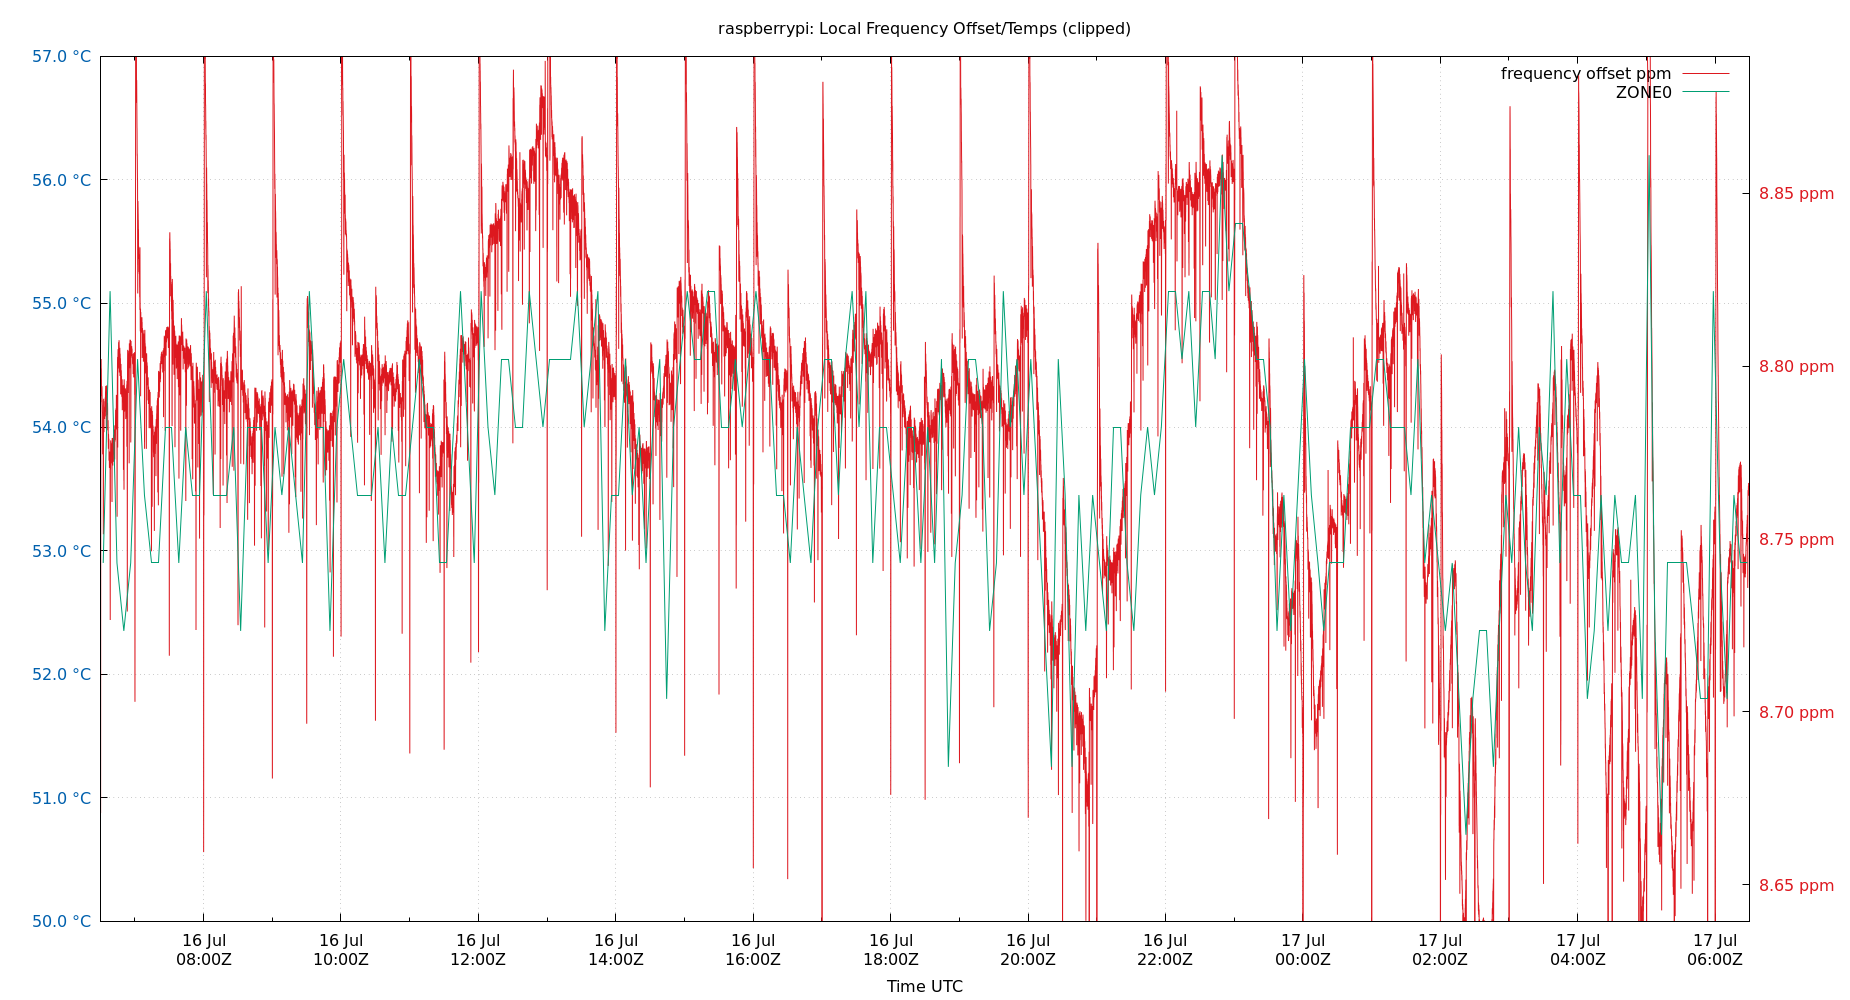 raspberrypi: Local Frequency Offset/Temps (clipped)
57.0 °C
56.0 °C
55.0 °C
54.0 °C
53.0 °C
52.0 °C
51.0 °C
50.0 °C
frequency offset ppm
ZONE0
8.85 ppm
8.80 ppm
8.75 ppm
8.70 ppm
8.65 ppm
16 Jul
08:00Z
16 Jul
10:00Z
16 Jul
12:00Z
16 Jul
14:00Z
16 Jul
16:00Z
16 Jul
18:00Z
16 Jul
20:00Z
16 Jul
22:00Z
17 Jul
00:00Z
17 Jul
02:00Z
17 Jul
04:00Z
17 Jul
06:00Z
Time UTC